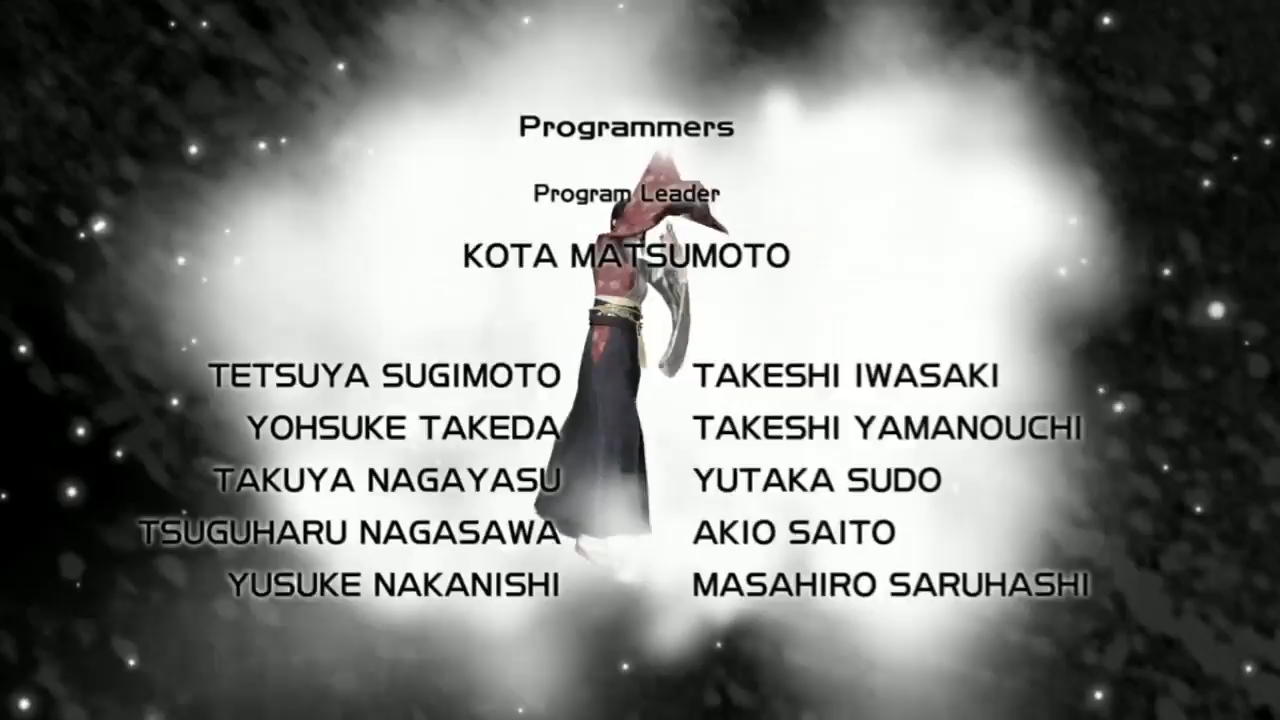 Programmers
Program Leader
KOTA MATSUMOTO
TETSUYA SUGIMOTO TAKESHI IWASAKI
YOHSUKE TAKEDA TAKESHI YAMANOUCHI
TAKUYA NAGAYASU YUTAKA SUDO
TSUGUHARU NAGASAWA AKIO SAITO
YUSUKE NAKANISHI MASAHIRO SARUHASHI